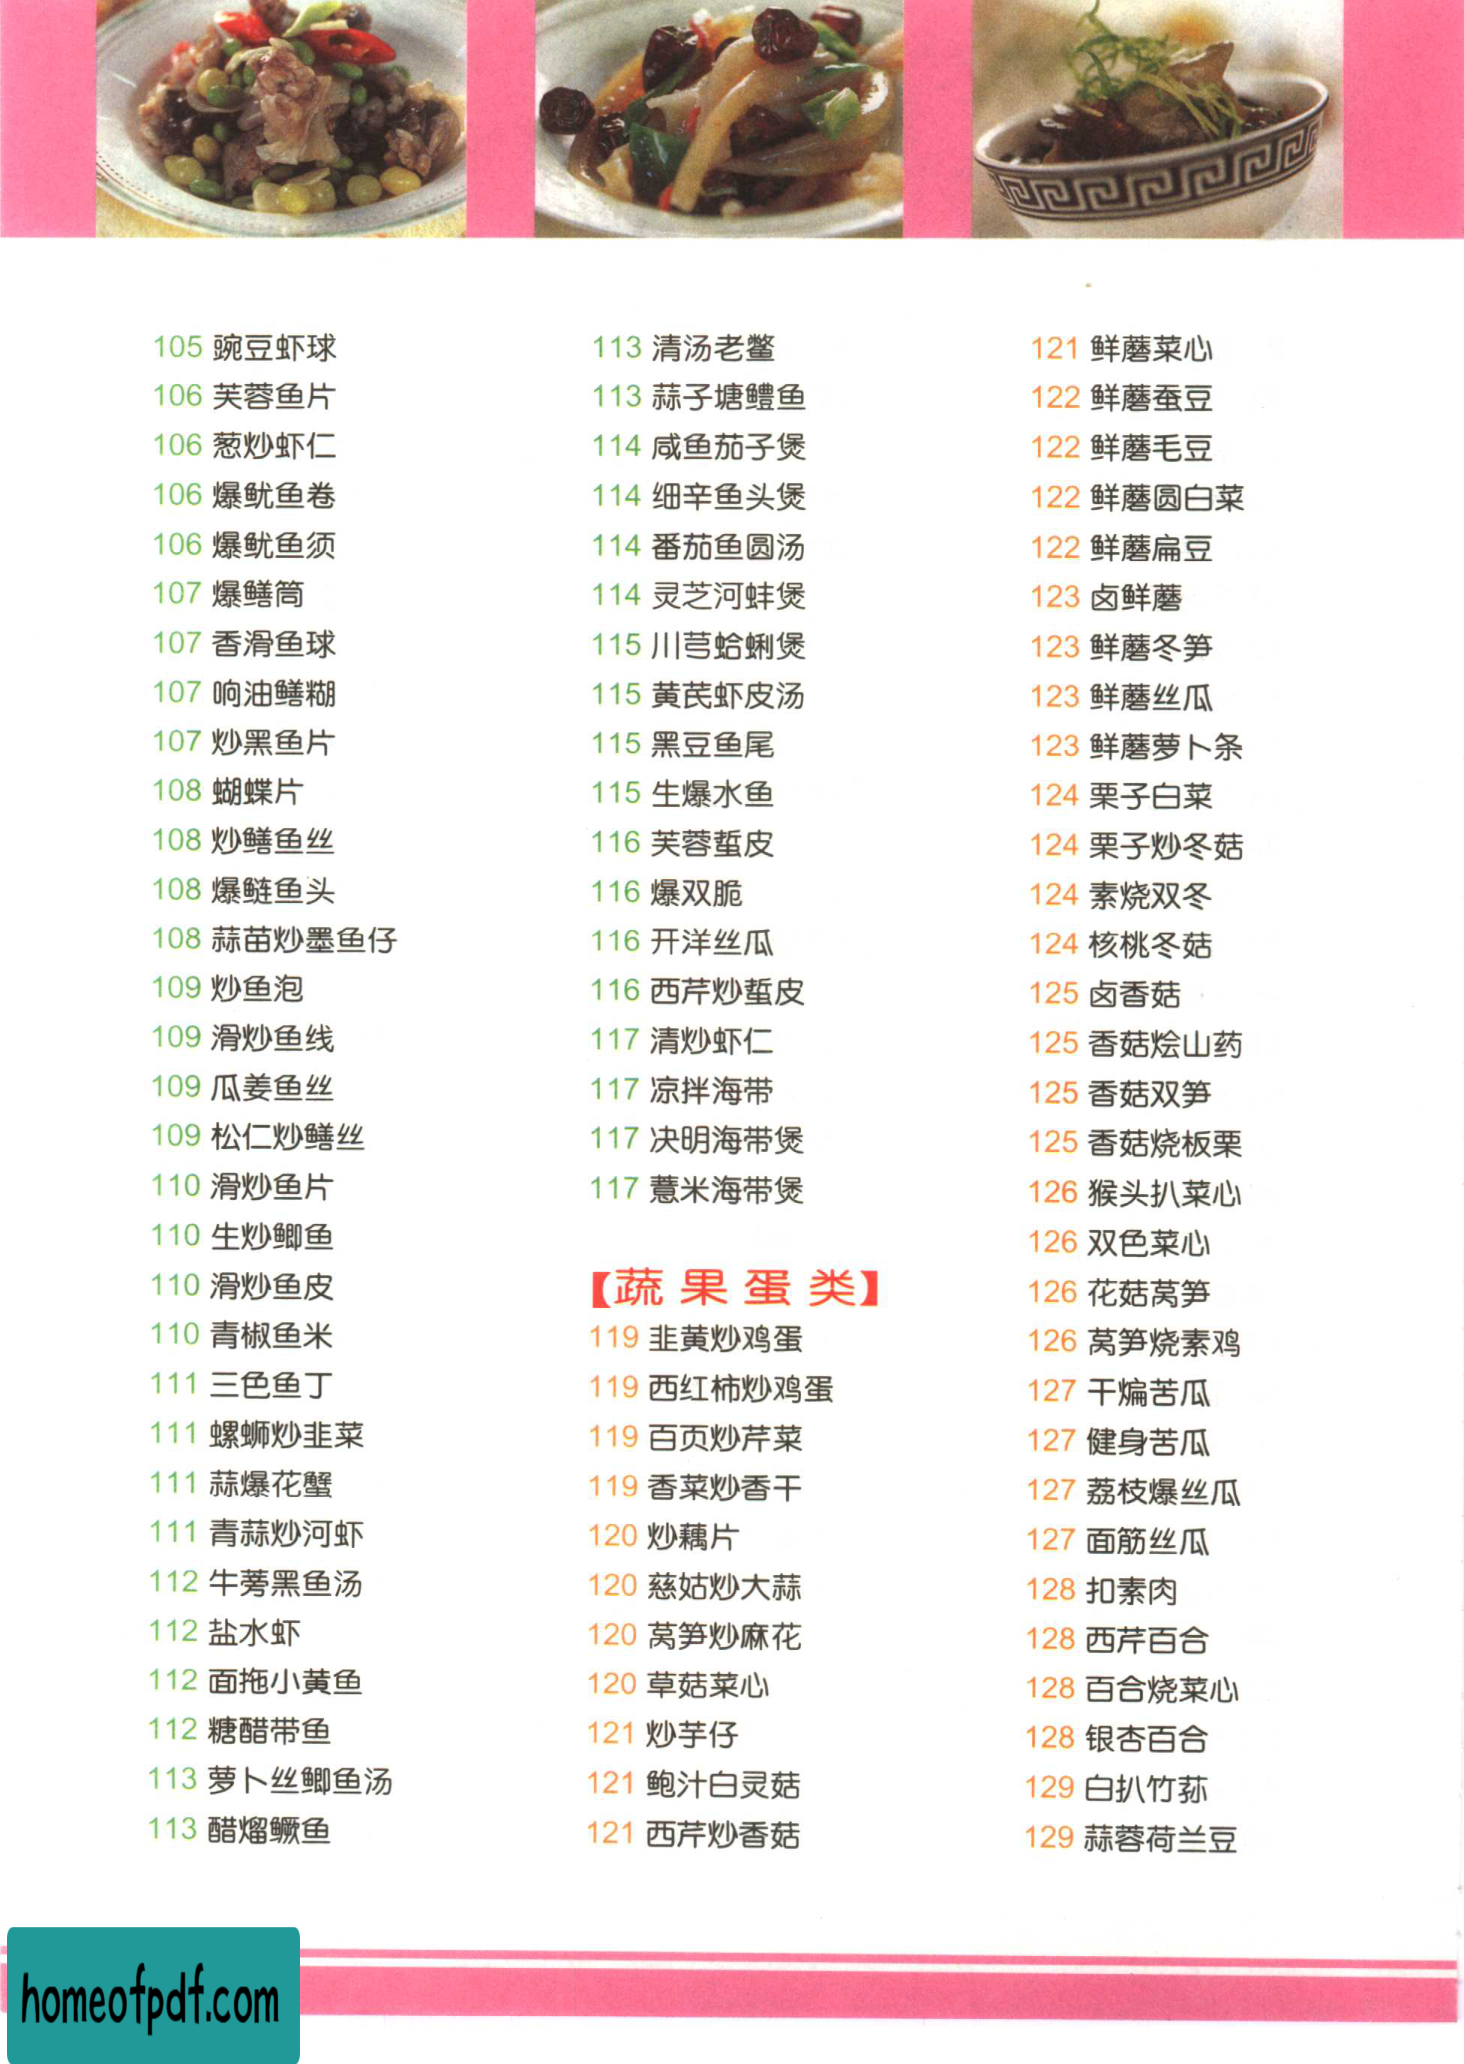 105 豌豆虾球
106 芙蓉鱼片
106 葱炒虾仁
106 爆鱿鱼卷
106 爆鱿鱼须
107 爆鳝筒
107 香滑鱼球
107 响油鳝糊
107 炒黑鱼片
108 蝴蝶片
108 炒鳝鱼丝
108 爆鲢鱼头
108 蒜苗炒墨鱼仔
109 炒鱼泡
109 滑炒鱼线
109 瓜姜鱼丝
109 松仁炒鳝丝
110 滑炒鱼片
110 生炒鲫鱼
110 滑炒鱼皮
110 青椒鱼米
111 三色鱼丁
111 螺蛳炒韭菜
111 蒜爆花蟹
111 青蒜炒河虾
112 牛蒡黑鱼汤
112 盐水虾
112 面拖小黄鱼
112 糖醋带鱼
113 萝卜丝鲫鱼汤
113 醋熘鳜鱼
113 清汤老鳖
113 蒜子塘鳢鱼
114 咸鱼茄子煲
114 细辛鱼头煲
114 番茄鱼圆汤
114 灵芝河蚌煲
115 川芎蛤蜊煲
115 黄芪虾皮汤
115 黑豆鱼尾
115 生爆水鱼
116 芙蓉蜇皮
116 爆双脆
116 开洋丝瓜
116 西芹炒蜇皮
117 清炒虾仁
117 凉拌海带
117 决明海带煲
117 薏米海带煲
【蔬果蛋类】
119 韭黄炒鸡蛋
119 西红柿炒鸡蛋
119 百页炒芹菜
119 香菜炒香干
120 炒藕片
120 慈姑炒大蒜
120 莴笋炒麻花
120 草菇菜心
121 炒芋仔
121 鲍汁白灵菇
121 西芹炒香菇
121 鲜蘑菜心
122 鲜蘑蚕豆
122 鲜蘑毛豆
122 鲜蘑圆白菜
122 鲜蘑扁豆
123 卤鲜蘑
123 鲜蘑冬笋
123 鲜蘑丝瓜
123 鲜蘑萝卜条
124 栗子白菜
124 栗子炒冬菇
124 素烧双冬
124 核桃冬菇
125 卤香菇
125 香菇烩山药
125 香菇双笋
125 香菇烧板栗
126 猴头扒菜心
126 双色菜心
126 花菇莴笋
126 莴笋烧素鸡
127 干煸苦瓜
127 健身苦瓜
127 荔枝爆丝瓜
127 面筋丝瓜
128 扣素肉
128 西芹百合
128 百合烧菜心
128 银杏百合
129 白扒竹荪
129 蒜蓉荷兰豆
homeofpdf.com